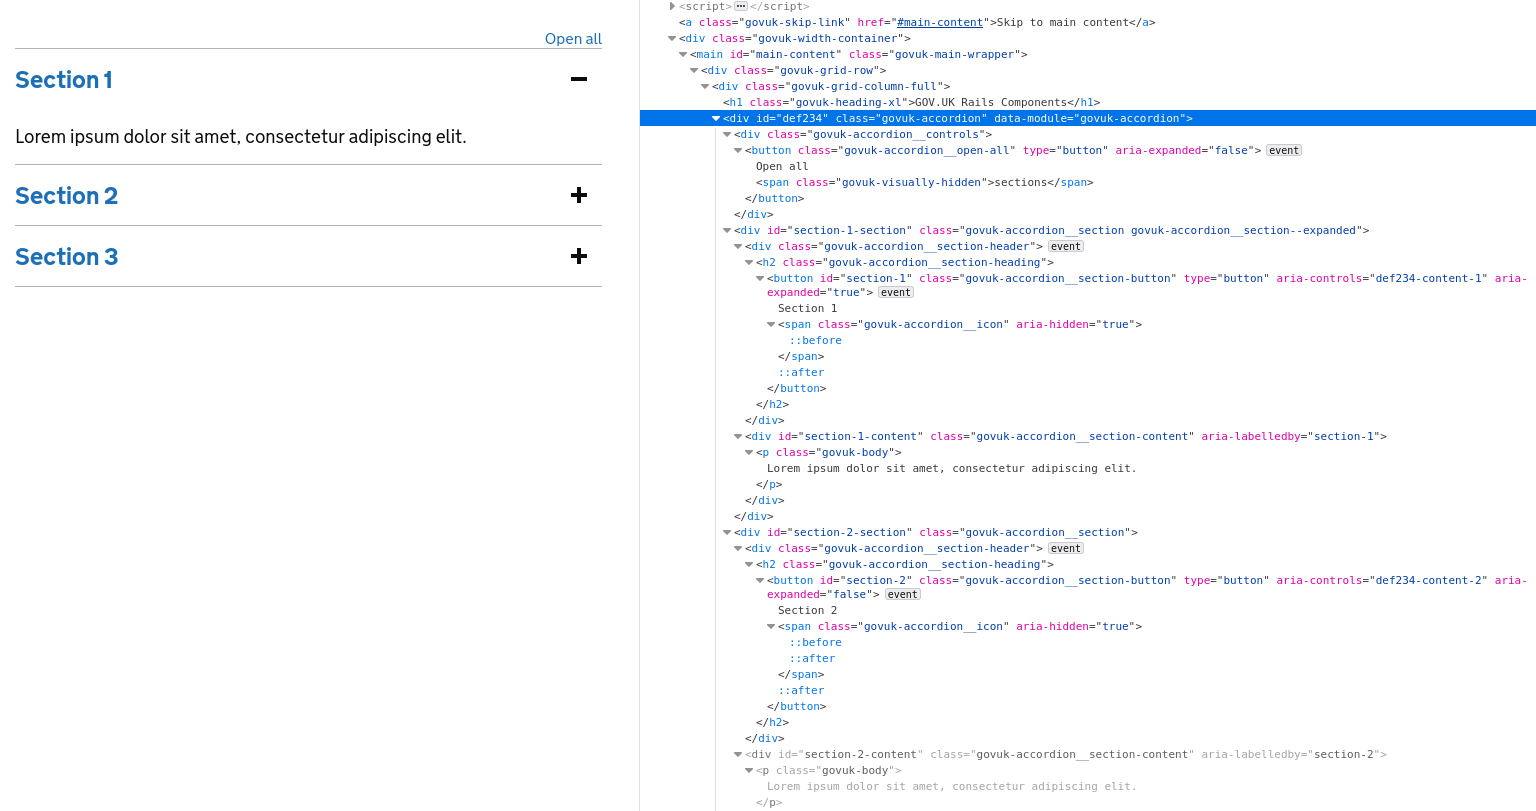 Open all
Section 1
Lorem ipsum dolor sit amet, consectetur adipiscing elit.
Section 2
Section 3
<script> ••• </script>
<a class="govuk-skip-link" href="#main-content">Skip to main content</a>
<div class="govuk-width-container">
<main id="main-content" class="govuk-main-wrapper">
<div class="govuk-grid-row">
<div class="govuk-grid-column-full">
<h1 class="govuk-heading-xl">GOV.UK Rails Components</h1>
<div id="def234" class="govuk-accordion" data-module="govuk-accordion">
<div class="govuk-accordion__controls">
<button class="govuk-accordion__open-all" type="button" aria-expanded="false"> event
Open all
<span class="govuk-visually-hidden">sections</span>
</button>
</div>
<div id="section-1-section" class="govuk-accordion__section govuk-accordion__section--expanded">
<div class="govuk-accordion__section-header"> event
<h2 class="govuk-accordion__section-heading">
<button id="section-1" class="govuk-accordion__section-button" type="button" aria-controls="def234-content-1" aria-
expanded="true"> event
Section 1
<span class="govuk-accordion__icon" aria-hidden="true">
::before
</span>
::after
</button>
</h2>
</div>
<div id="section-1-content" class="govuk-accordion__section-content" aria-labelledby="section-1">
<p class="govuk-body">
Lorem ipsum dolor sit amet, consectetur adipiscing elit.
</p>
</div>
</div>
<div id="section-2-section" class="govuk-accordion__section">
<div class="govuk-accordion__section-header"> event
<h2 class="govuk-accordion__section-heading">
<button id="section-2" class="govuk-accordion__section-button" type="button" aria-controls="def234-content-2" aria-
expanded="false"> event
Section 2
<span class="govuk-accordion__icon" aria-hidden="true">
::before
::after
</span>
::after
</button>
</h2>
</div>
<div id="section-2-content" class="govuk-accordion__section-content" aria-labelledby="section-2">
<p class="govuk-body">
Lorem ipsum dolor sit amet, consectetur adipiscing elit.
</p>